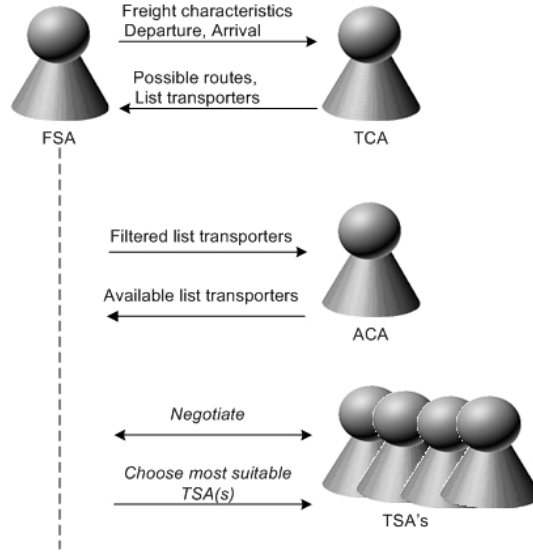 Freight characteristics
Departure, Arrival
Possible routes,
List transporters
FSA
TCA
Filtered list transporters
Available list transporters
ACA
Negotiate
Choose most suitable
TSA(s)
TSA's